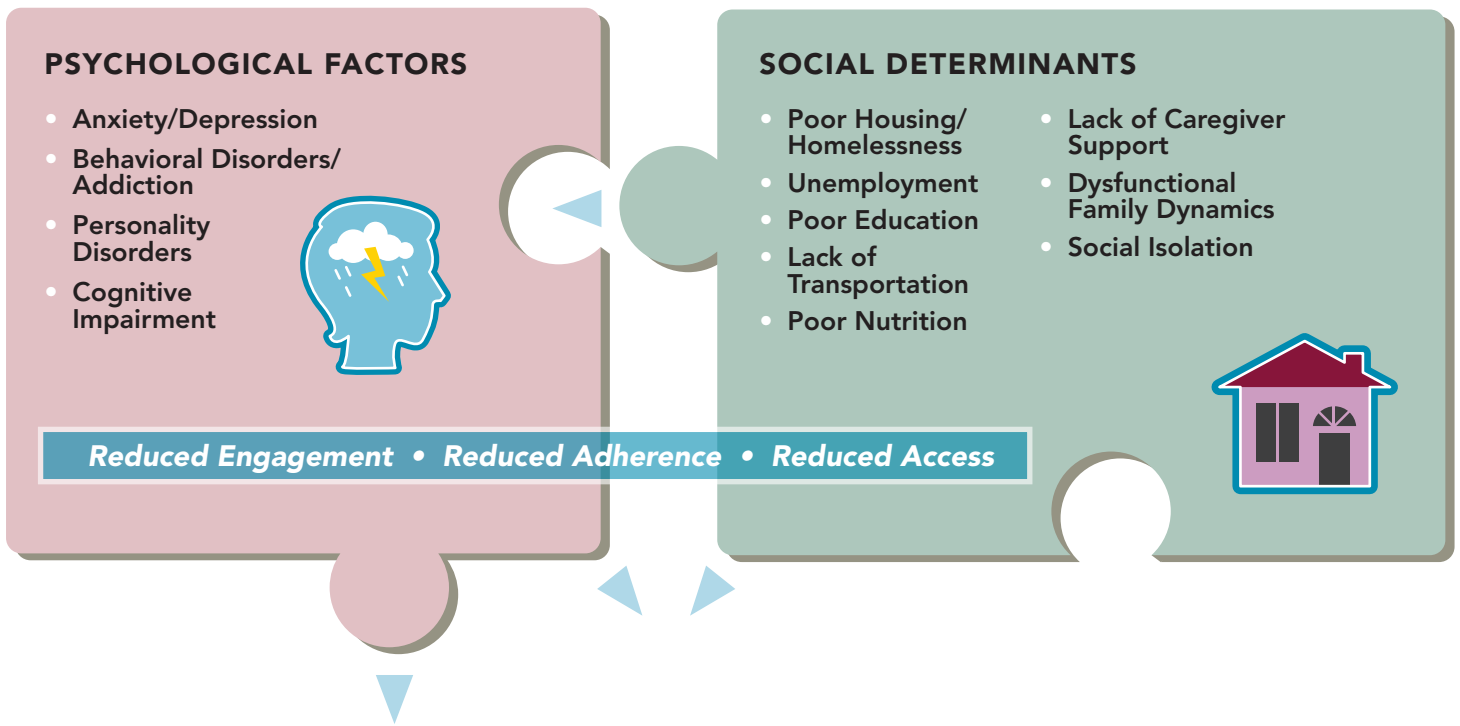 PSYCHOLOGICAL FACTORS
• Anxiety/Depression
• Behavioral Disorders/
Addiction
• Personality
Disorders
• Cognitive
Impairment
SOCIAL DETERMINANTS
• Poor Housing/
Homelessness
• Unemployment
• Poor Education
• Lack of
Transportation
• Poor Nutrition
• Lack of Caregiver
Support
• Dysfunctional
Family Dynamics
• Social Isolation
Reduced Engagement • Reduced Adherence • Reduced Access